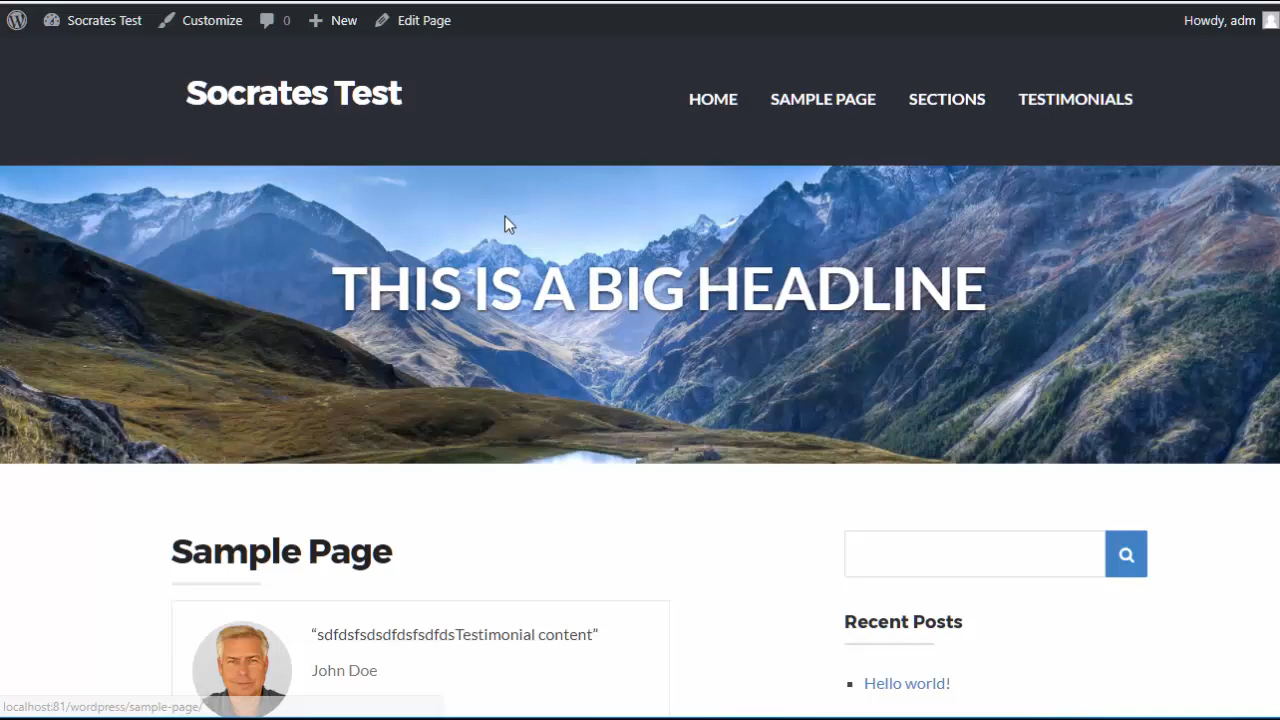 Socrates Test Customize 0 New Edit Page Howdy, adm
Socrates Test
HOME SAMPLE PAGE SECTIONS TESTIMONIALS
THIS IS A BIG HEADLINE
Sample Page
“sdfdsfsdsdfdsfsdfdsTestimonial content”
John Doe
Recent Posts
Hello world!
localhost:81/wordpress/sample-page/